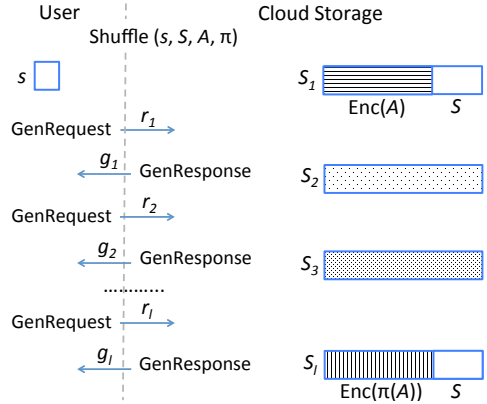 User Cloud Storage
Shuffle (s, S, A, π)
s S1
Enc(A) S
GenRequest r1
g1 GenResponse S2
GenRequest r2
g2 GenResponse S3
............
GenRequest rl
gl GenResponse Sl
Enc(π(A)) S